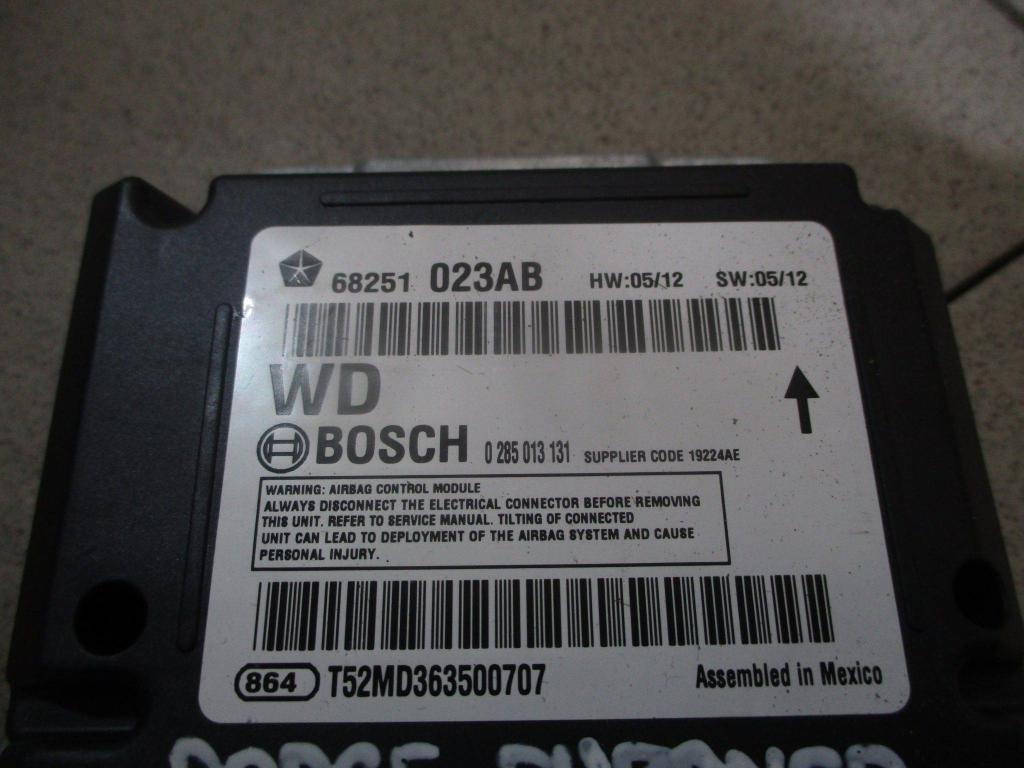 68251 023AB HW:05/12 SW:05/12
WD
BOSCH 0 285 013 131 SUPPLIER CODE 19224AE
WARNING: AIRBAG CONTROL MODULE
ALWAYS DISCONNECT THE ELECTRICAL CONNECTOR BEFORE REMOVING
THIS UNIT. REFER TO SERVICE MANUAL. TILTING OF CONNECTED
UNIT CAN LEAD TO DEPLOYMENT OF THE AIRBAG SYSTEM AND CAUSE
PERSONAL INJURY.
864 T52MD363500707 Assembled in Mexico
DODGE